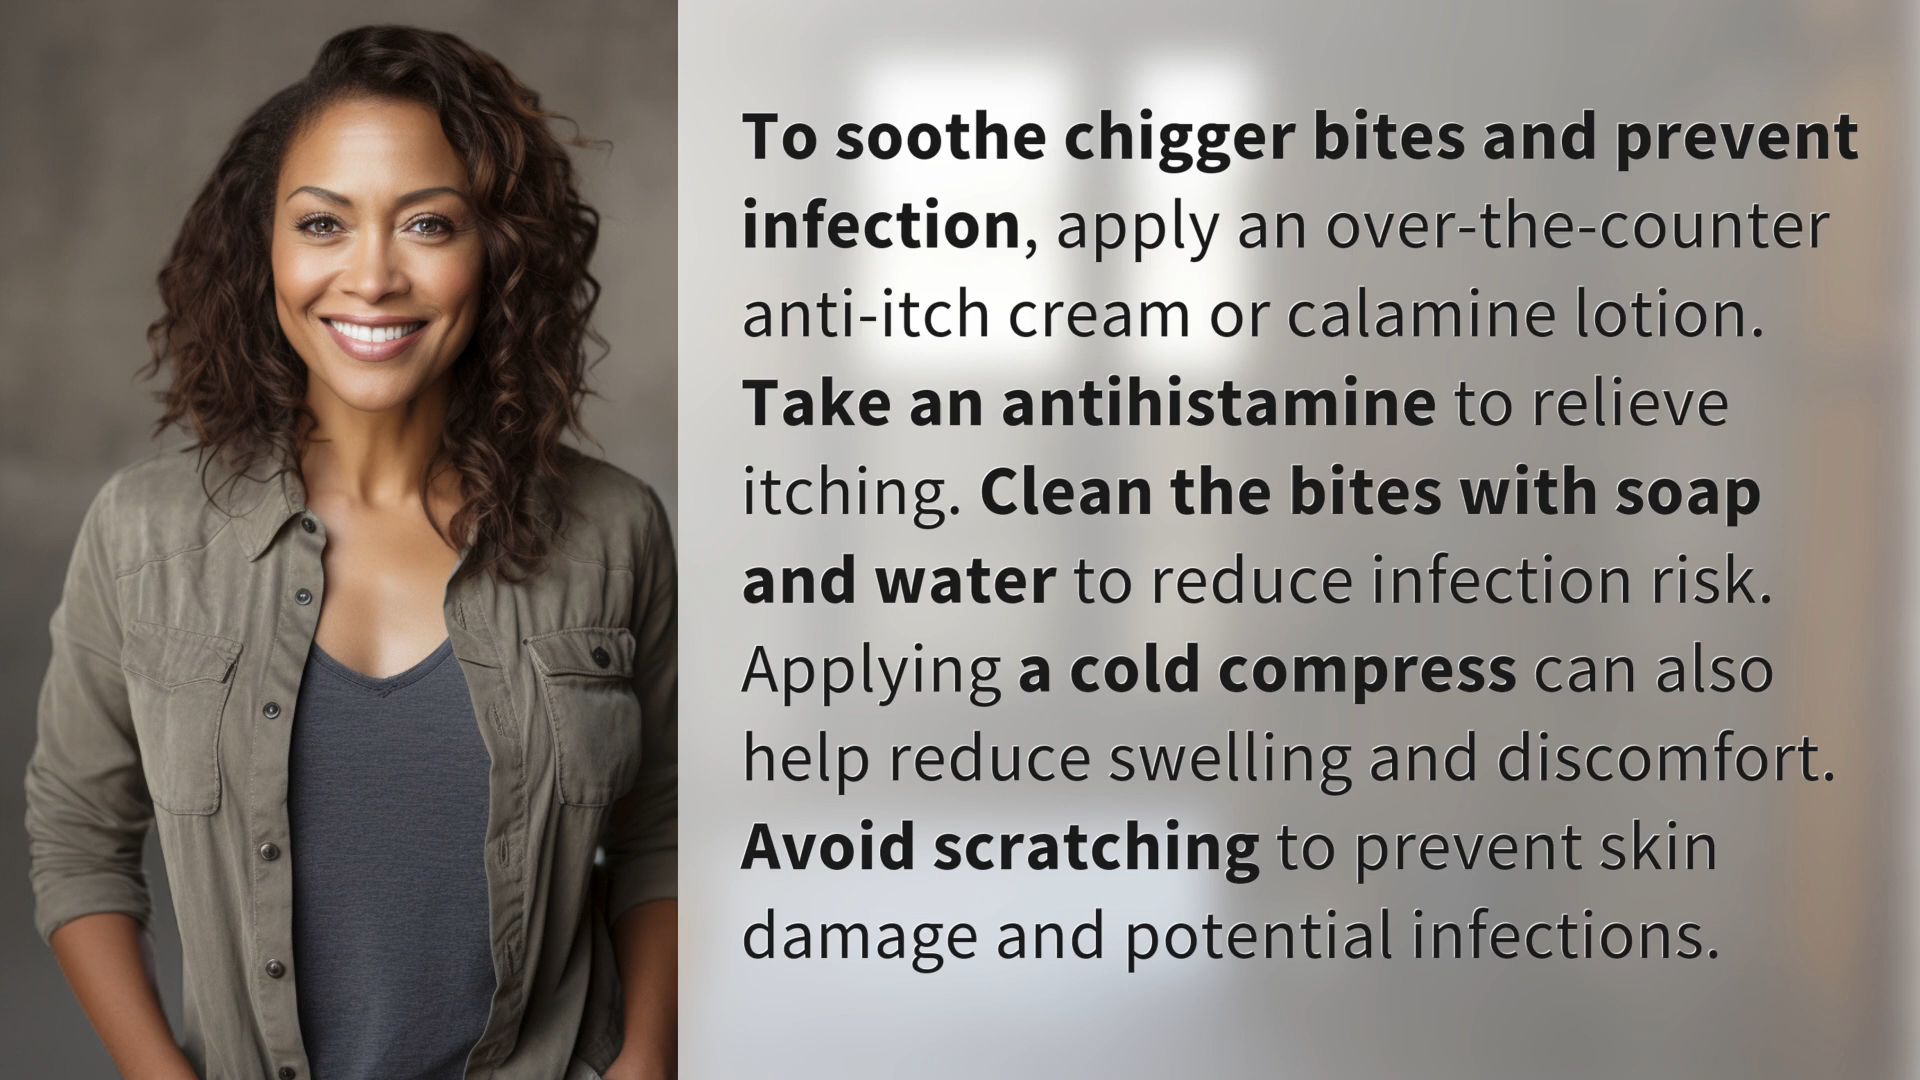 To soothe chigger bites and prevent
infection, apply an over-the-counter
anti-itch cream or calamine lotion.
Take an antihistamine to relieve
itching. Clean the bites with soap
and water to reduce infection risk.
Applying a cold compress can also
help reduce swelling and discomfort.
Avoid scratching to prevent skin
damage and potential infections.